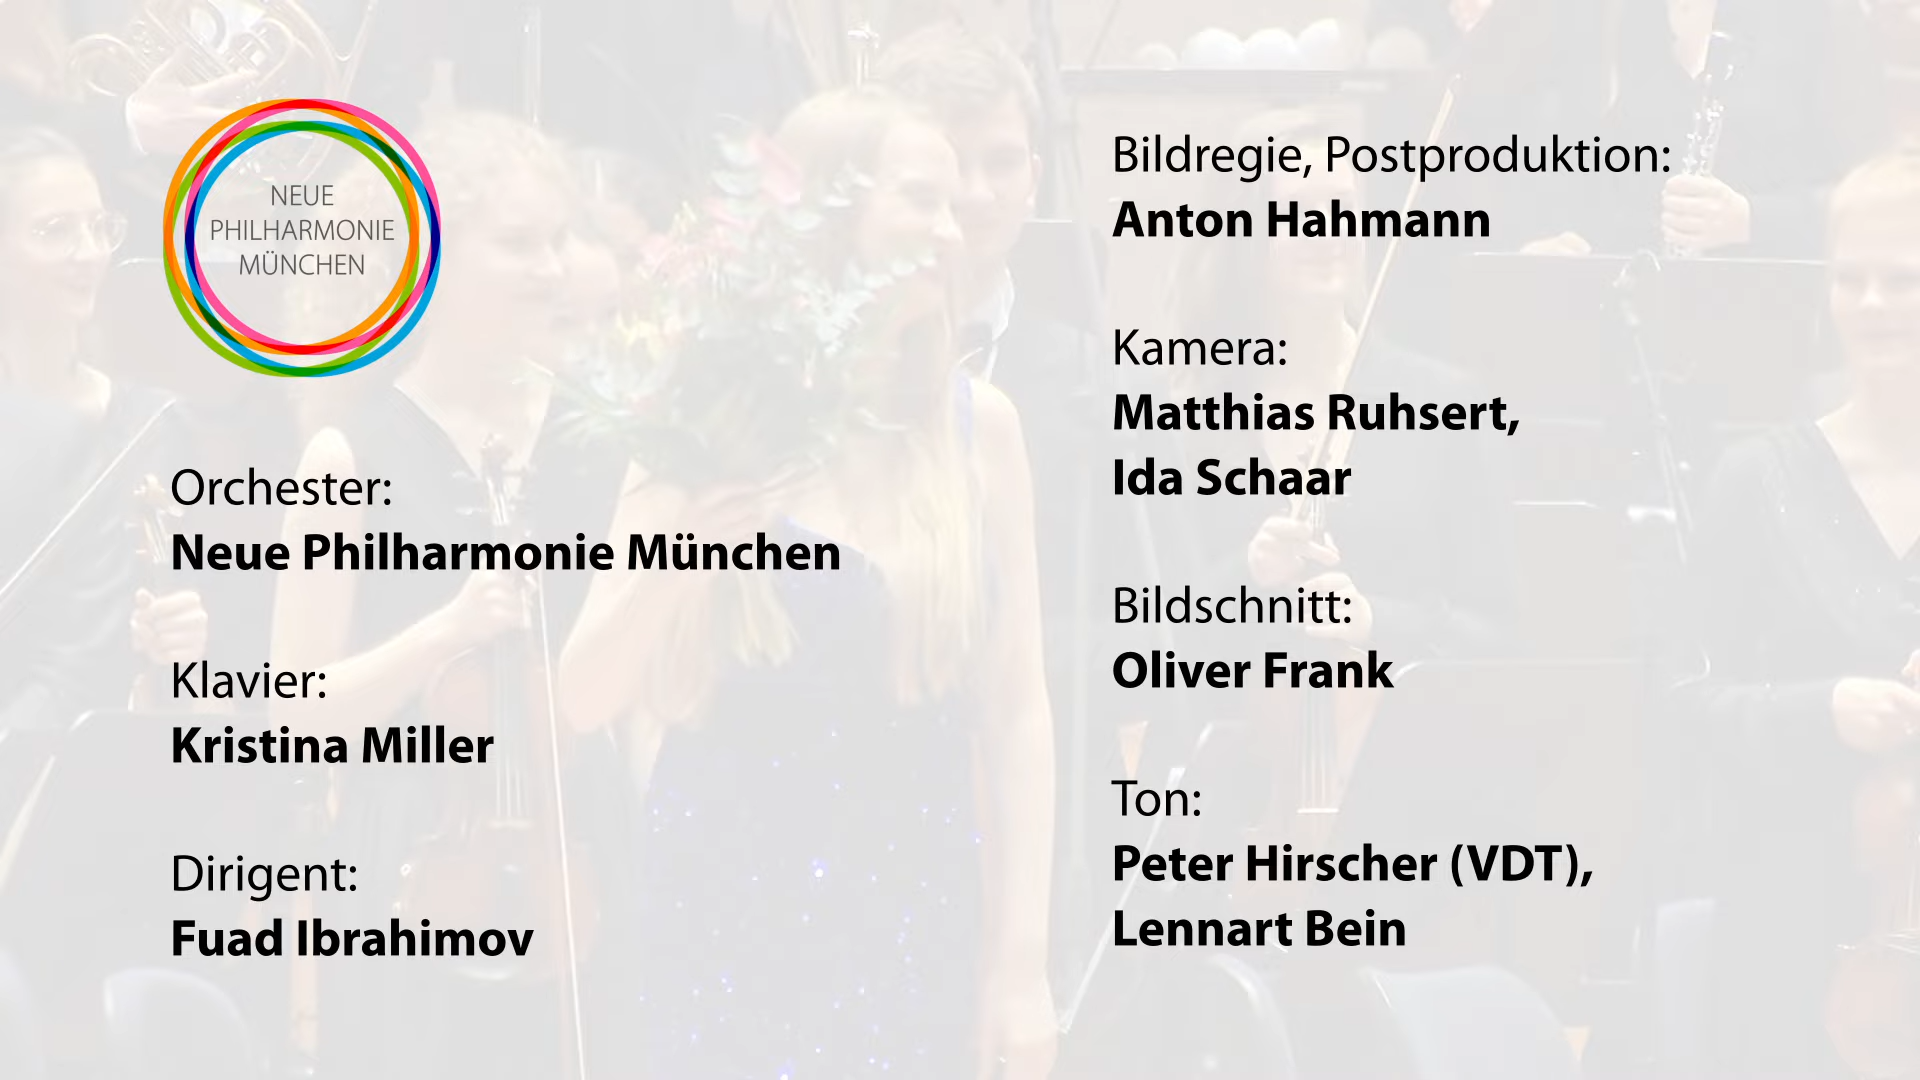 NEUE
PHILHARMONIE
MÜNCHEN
Orchester:
Neue Philharmonie München
Klavier:
Kristina Miller
Dirigent:
Fuad Ibrahimov
Bildregie, Postproduktion:
Anton Hahmann
Kamera:
Matthias Ruhsert,
Ida Schaar
Bildschnitt:
Oliver Frank
Ton:
Peter Hirscher (VDT),
Lennart Bein